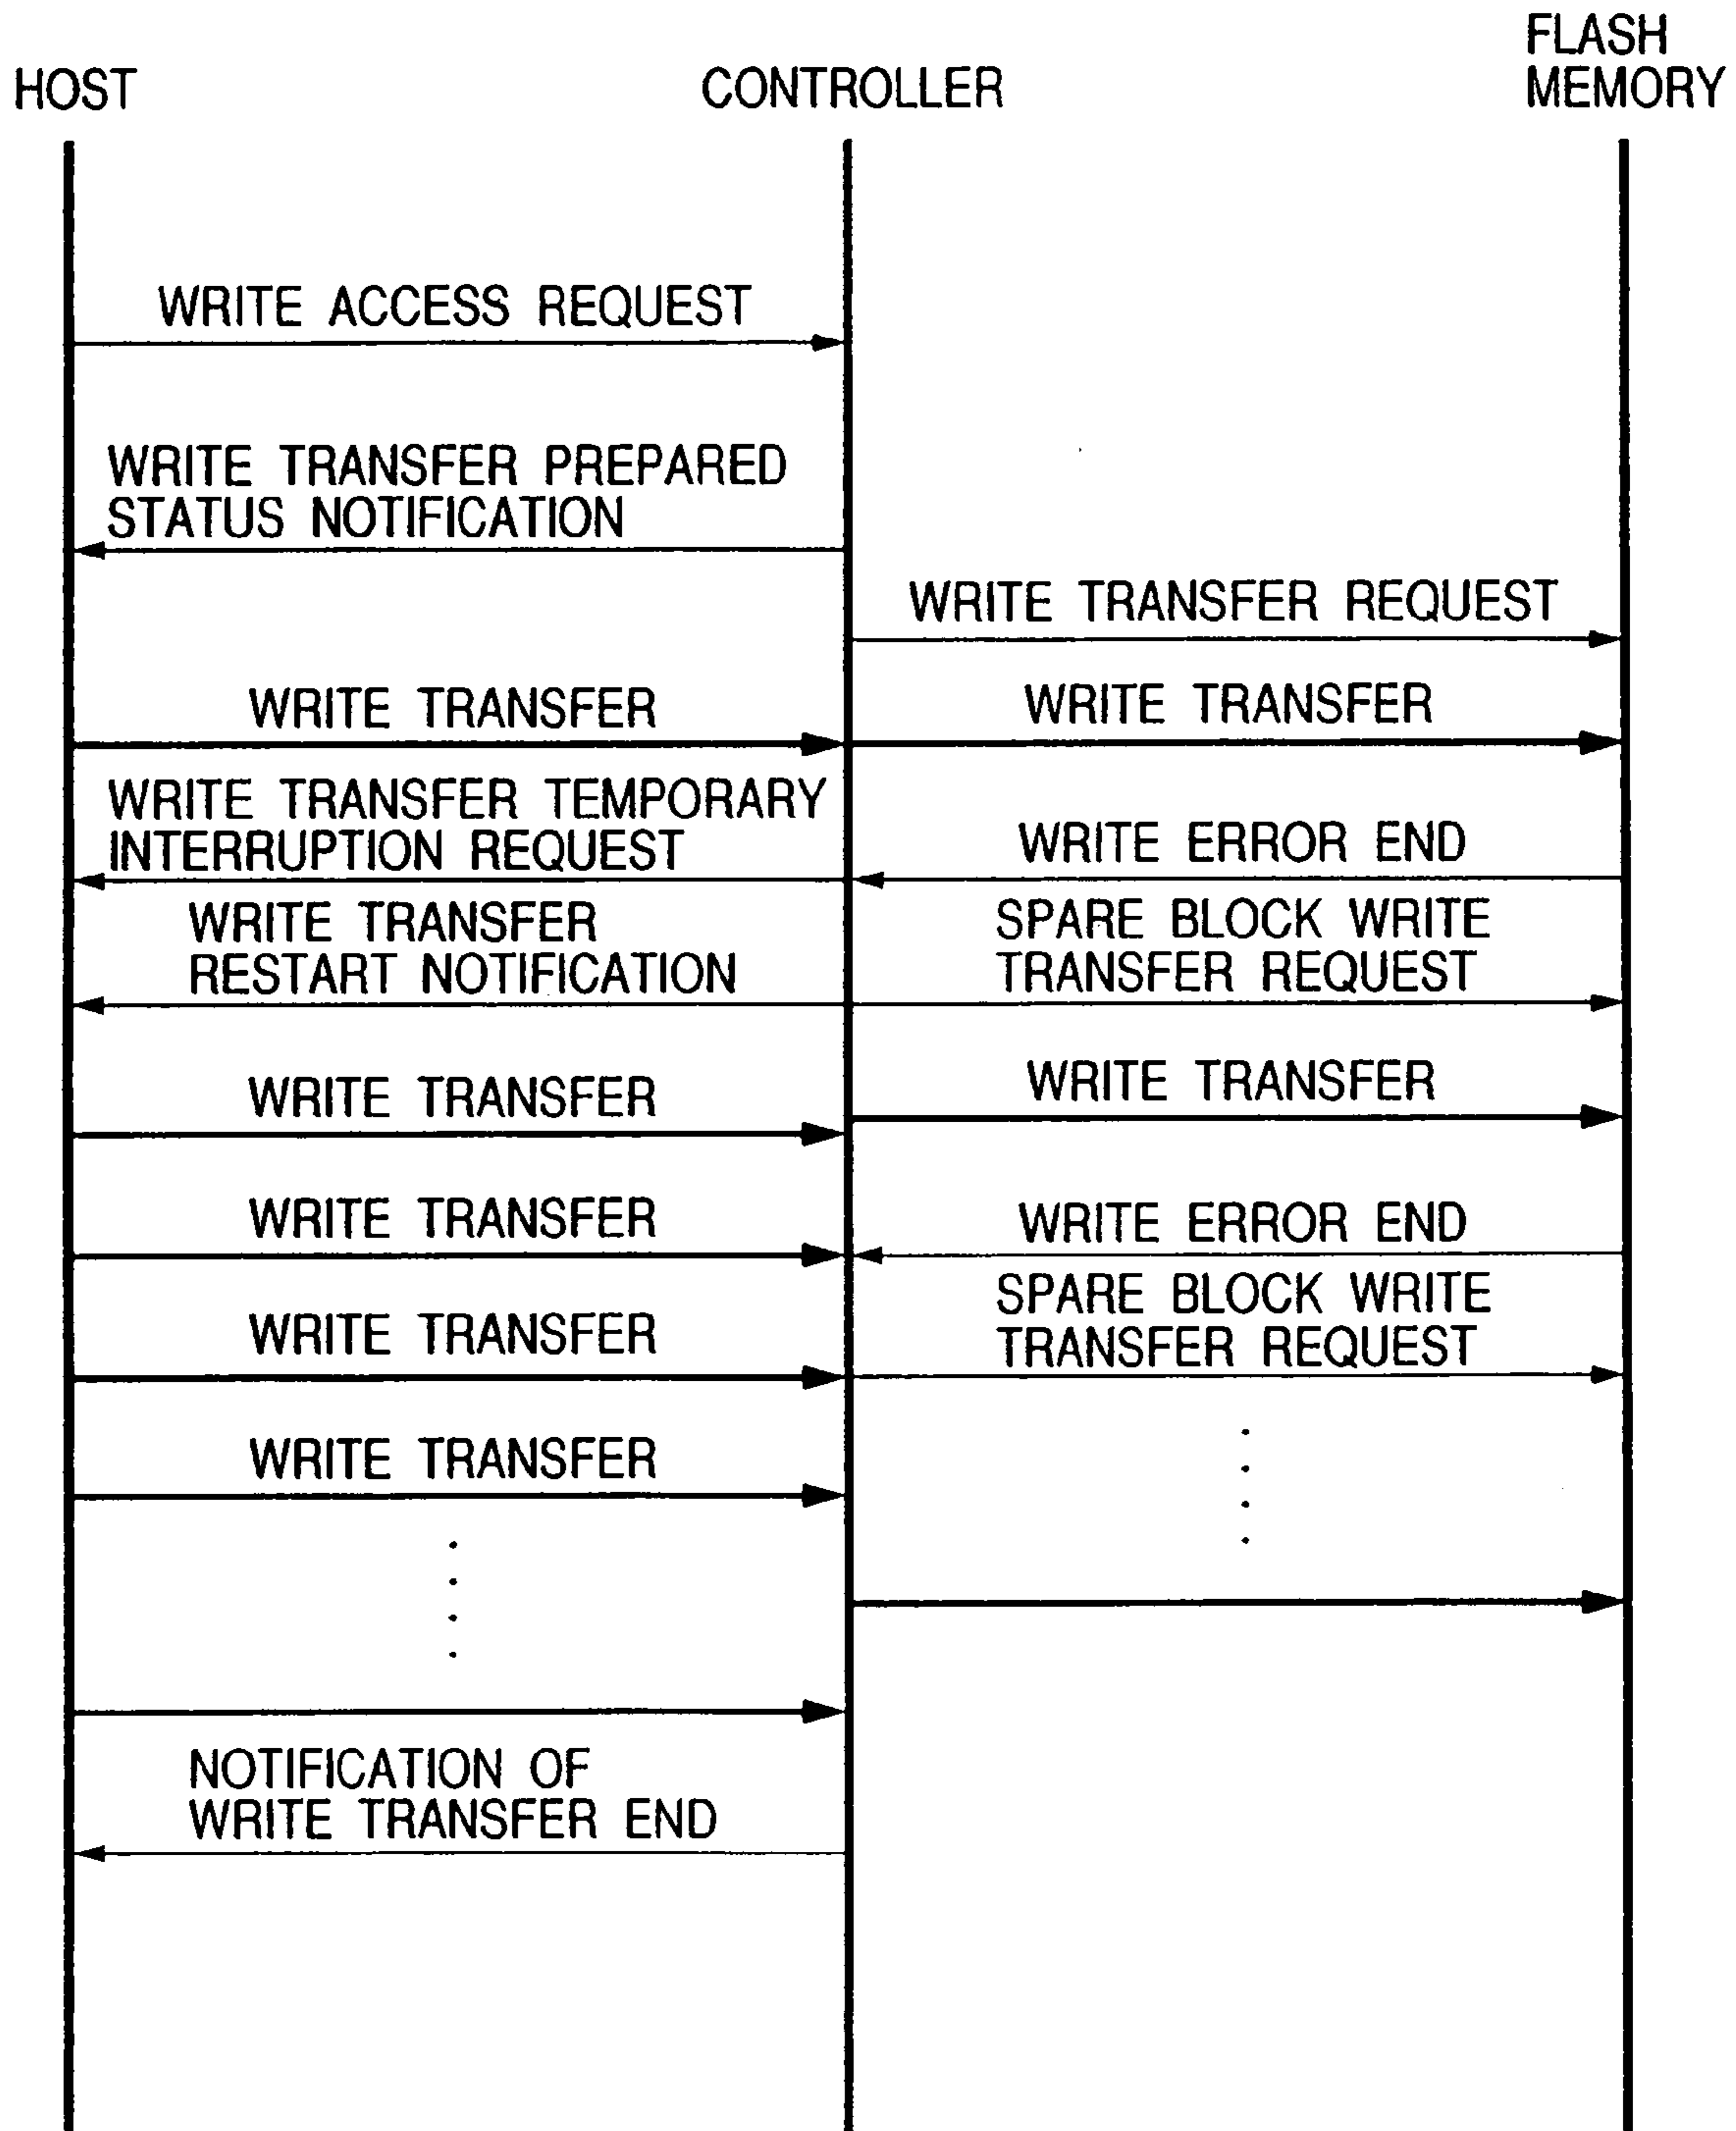 HOST
CONTROLLER
FLASH
MEMORY
WRITE ACCESS REQUEST
WRITE TRANSFER PREPARED
STATUS NOTIFICATION
WRITE TRANSFER REQUEST
WRITE TRANSFER
WRITE TRANSFER
WRITE TRANSFER TEMPORARY
INTERRUPTION REQUEST
WRITE ERROR END
WRITE TRANSFER
RESTART NOTIFICATION
SPARE BLOCK WRITE
TRANSFER REQUEST
WRITE TRANSFER
WRITE TRANSFER
WRITE TRANSFER
WRITE ERROR END
WRITE TRANSFER
SPARE BLOCK WRITE
TRANSFER REQUEST
WRITE TRANSFER
NOTIFICATION OF
WRITE TRANSFER END